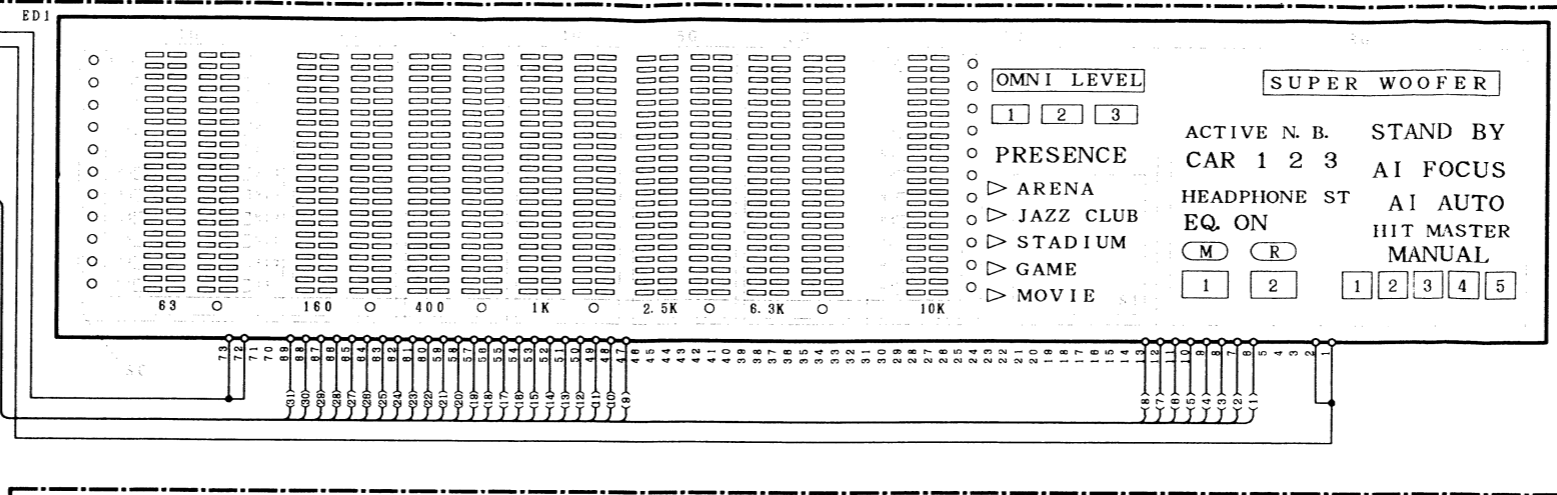 ED1
5G
OMNI LEVEL
1 2 3
PRESENCE
▷ ARENA
▷ JAZZ CLUB
▷ STADIUM
▷ GAME
▷ MOVIE
SUPER WOOFER
ACTIVE N. B.
CAR 1 2 3
HEADPHONE ST
EQ. ON
M R
1 2
STAND BY
AI FOCUS
AI AUTO
HIT MASTER
MANUAL
1 2 3 4 5
63 160 400 1K 2.5K 6.3K 10K
73 72 71 70 69 68 67 66 65 64 63 62 61 60 59 58 57 56 55 54 53 52 51 50 49 48 47 46 45 44 43 42 41 40 39 38 37 36 35 34 33 32 31 30 29 28 27 26 25 24 23 22 21 20 19 18 17 16 15 14 13 12 11 10 9 8 7 6 5 4 3 2 1
(31) (30) (29) (28) (27) (26) (25) (24) (23) (22) (21) (20) (19) (18) (17) (16) (15) (14) (13) (12) (11) (10) (9) (8) (7) (6) (5) (4) (3) (2) (1)